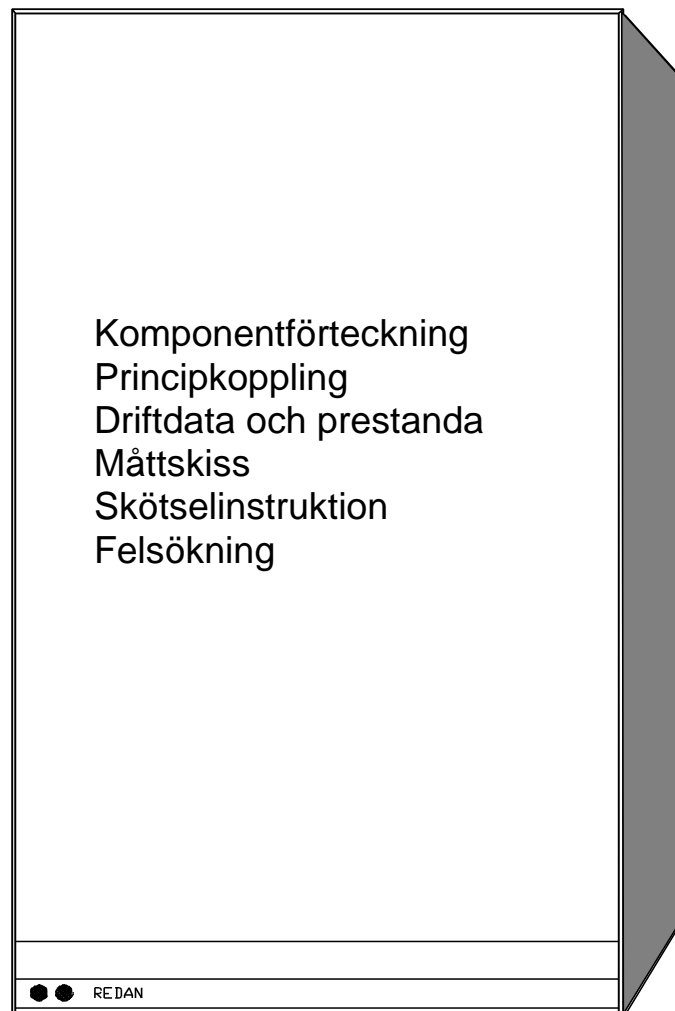 Komponentförteckning
Principkoppling
Driftdata och prestanda
Måttskiss
Skötselinstruktion
Felsökning
REDAN